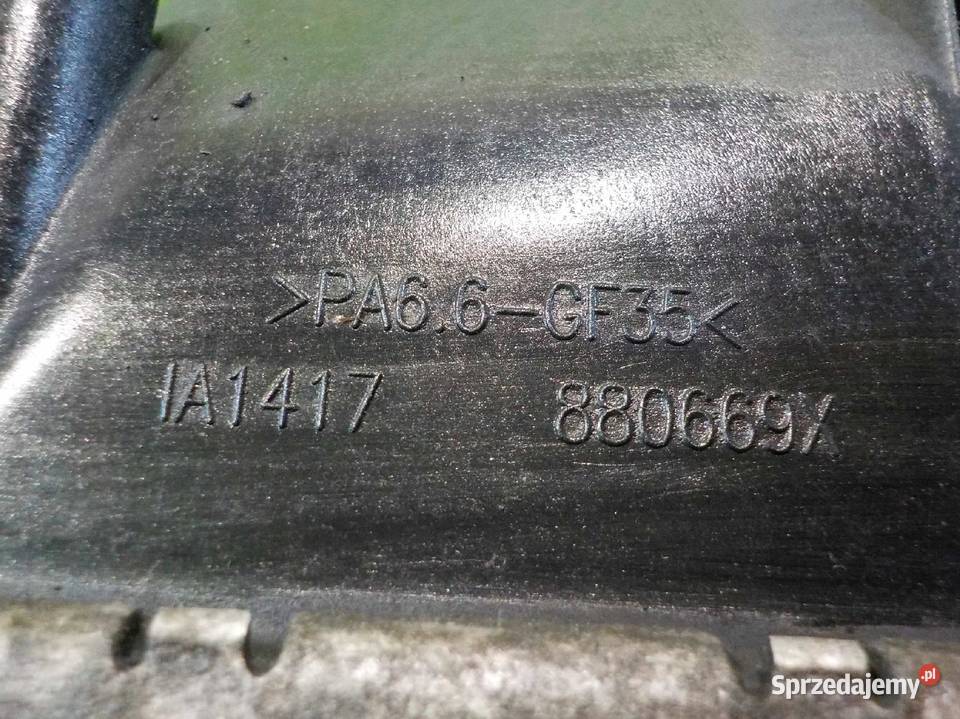 >PA6.6-GF35<
IA1417 880669X
Sprzedajemy.pl